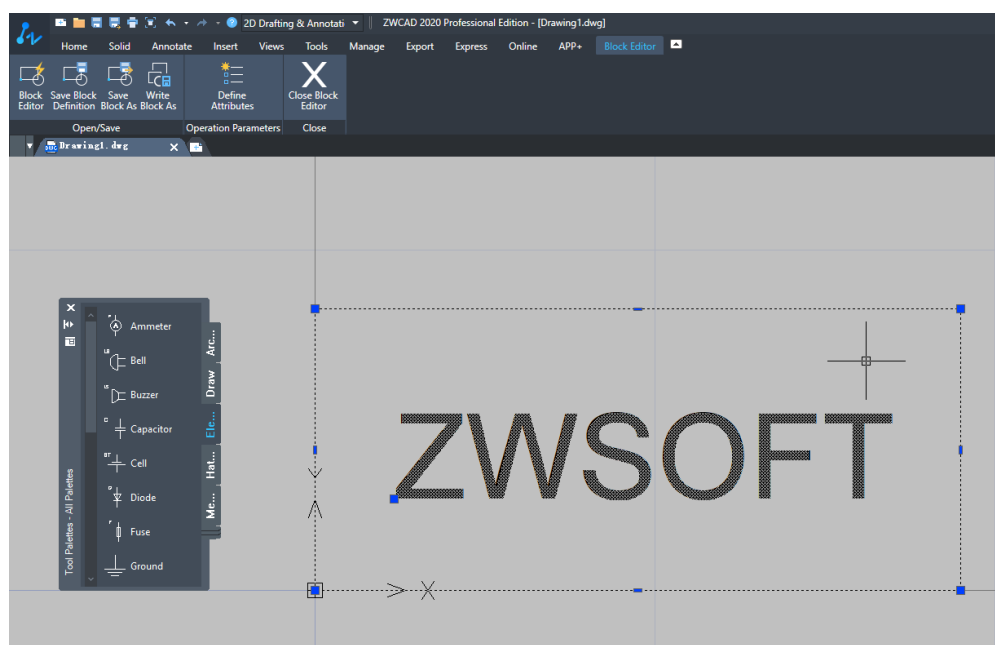 2D Drafting & Annotati
ZWCAD 2020 Professional Edition - [Drawing1.dwg]
Home Solid Annotate Insert Views Tools Manage Export Express Online APP+ Block Editor
Block Editor
Save Block Definition
Save Block As
Write Block As
Define Attributes
Close Block Editor
Open/Save
Operation Parameters
Close
Drawing1.dwg
Ammeter
Bell
Buzzer
Capacitor
Cell
Diode
Fuse
Ground
Arc...
Draw
Ele...
Hat...
Me...
Tool Palettes - All Palettes
ZWSOFT
X